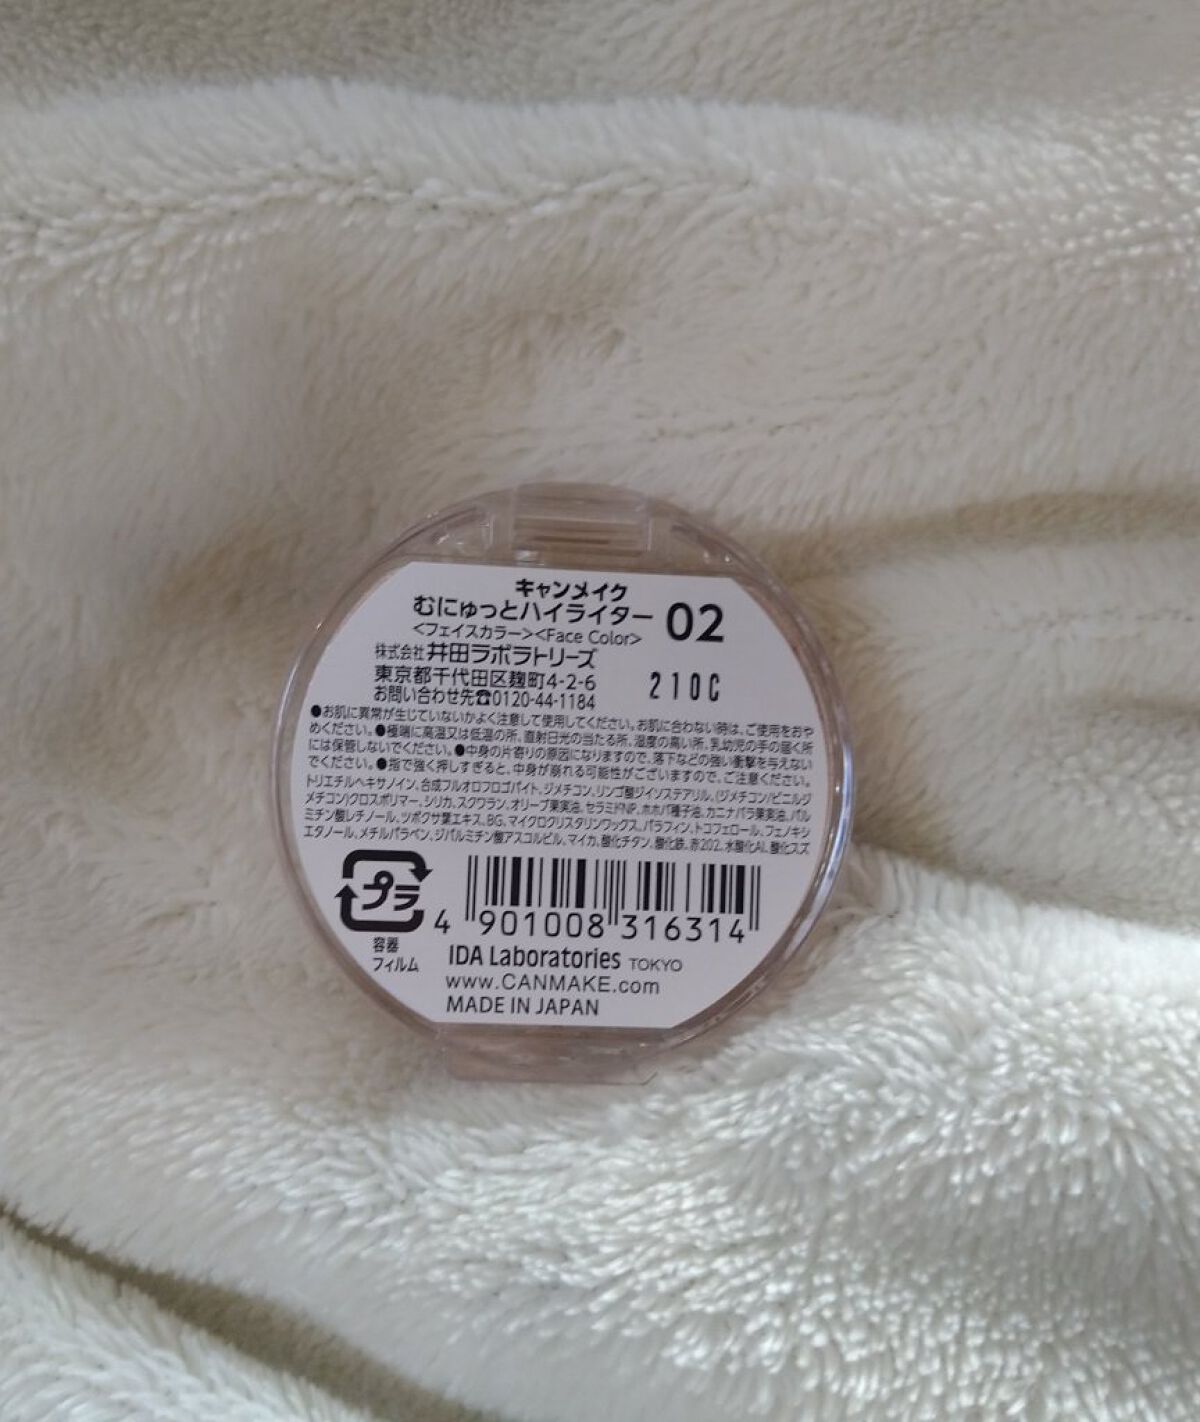 キャンメイク
むにゅっとハイライター 02
<フェイスカラー><Face Color>
株式会社 井田ラボラトリーズ
東京都千代田区麹町4-2-6
210C
お問い合わせ先☎0120-44-1184
●お肌に異常が生じていないかよく注意して使用してください。お肌に合わない時は、ご使用をおや
めください。●極端に高温又は低温の所、直射日光の当たる所、湿度の高い所、乳幼児の手の届く所
には保管しないでください。●中身の片寄りの原因になりますので、落下などの強い衝撃を与えない
でください。●指で強く押しすぎると、中身が崩れる可能性がございますので、ご注意ください。
トリエチルヘキサノイン、合成フルオロフロゴパイト、ジメチコン、リンゴ酸ジイソステアリル、(ジメチコン/ビニルジ
メチコン)クロスポリマー、シリカ、スクワラン、オリーブ果実油、セラミドNP、ホホバ種子油、カニナバラ果実油、パル
ミチン酸レチノール、ツボクサ葉エキス、BG、マイクロクリスタリンワックス、パラフィン、トコフェロール、フェノキシ
エタノール、メチルパラベン、ジパルミチン酸アスコルビル、マイカ、酸化チタン、酸化鉄、赤202、水酸化Al、酸化スズ
プラ
容器
フィルム
4 901008 316314
IDA Laboratories TOKYO
www.CANMAKE.com
MADE IN JAPAN